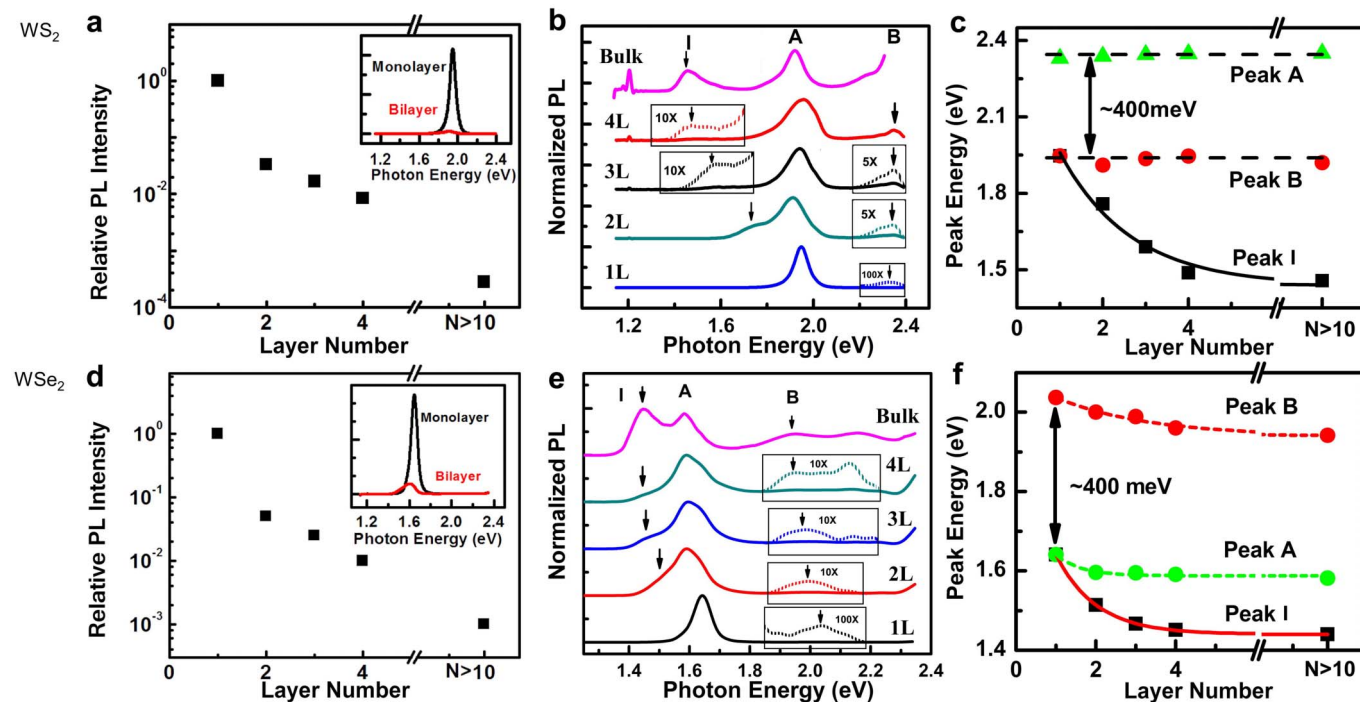 WS₂
a
Relative PL Intensity
10⁰
10⁻²
10⁻⁴
0
2
4
N>10
Layer Number
Monolayer
Bilayer
1.2 1.6 2.0 2.4
Photon Energy (eV)
b
Normalized PL
I
A
B
Bulk
4L
10X
3L
10X
5X
2L
5X
1L
100X
1.2 1.6 2.0 2.4
Photon Energy (eV)
c
Peak Energy (eV)
2.4
2.1
1.8
1.5
Peak A
~400meV
Peak B
Peak I
0
2
4
N>10
Layer Number
WSe₂
d
Relative PL Intensity
10⁰
10⁻¹
10⁻²
10⁻³
0
2
4
N>10
Layer Number
Monolayer
Bilayer
1.2 1.6 2.0 2.4
Photon Energy (eV)
e
Normalized PL
I
A
B
Bulk
10X
4L
10X
3L
10X
2L
100X
1L
1.4 1.6 1.8 2.0 2.2 2.4
Photon Energy (eV)
f
Peak Energy (eV)
2.0
1.8
1.6
1.4
Peak B
~400 meV
Peak A
Peak I
0
2
4
N>10
Layer Number